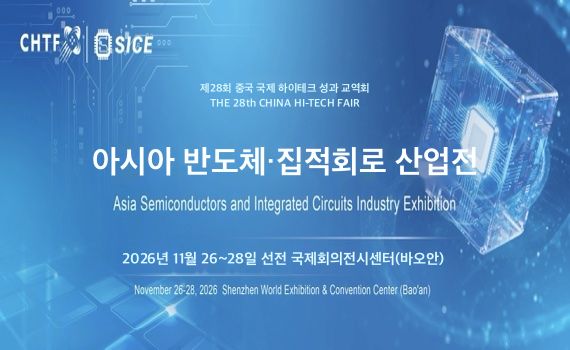 CHTF SICE
제28회 중국 국제 하이테크 성과 교역회
THE 28th CHINA HI-TECH FAIR
아시아 반도체·집적회로 산업전
Asia Semiconductors and Integrated Circuits Industry Exhibition
2026년 11월 26~28일 선전 국제회의전시센터(바오안)
November 26-28, 2026 Shenzhen World Exhibition & Convention Center (Bao'an)